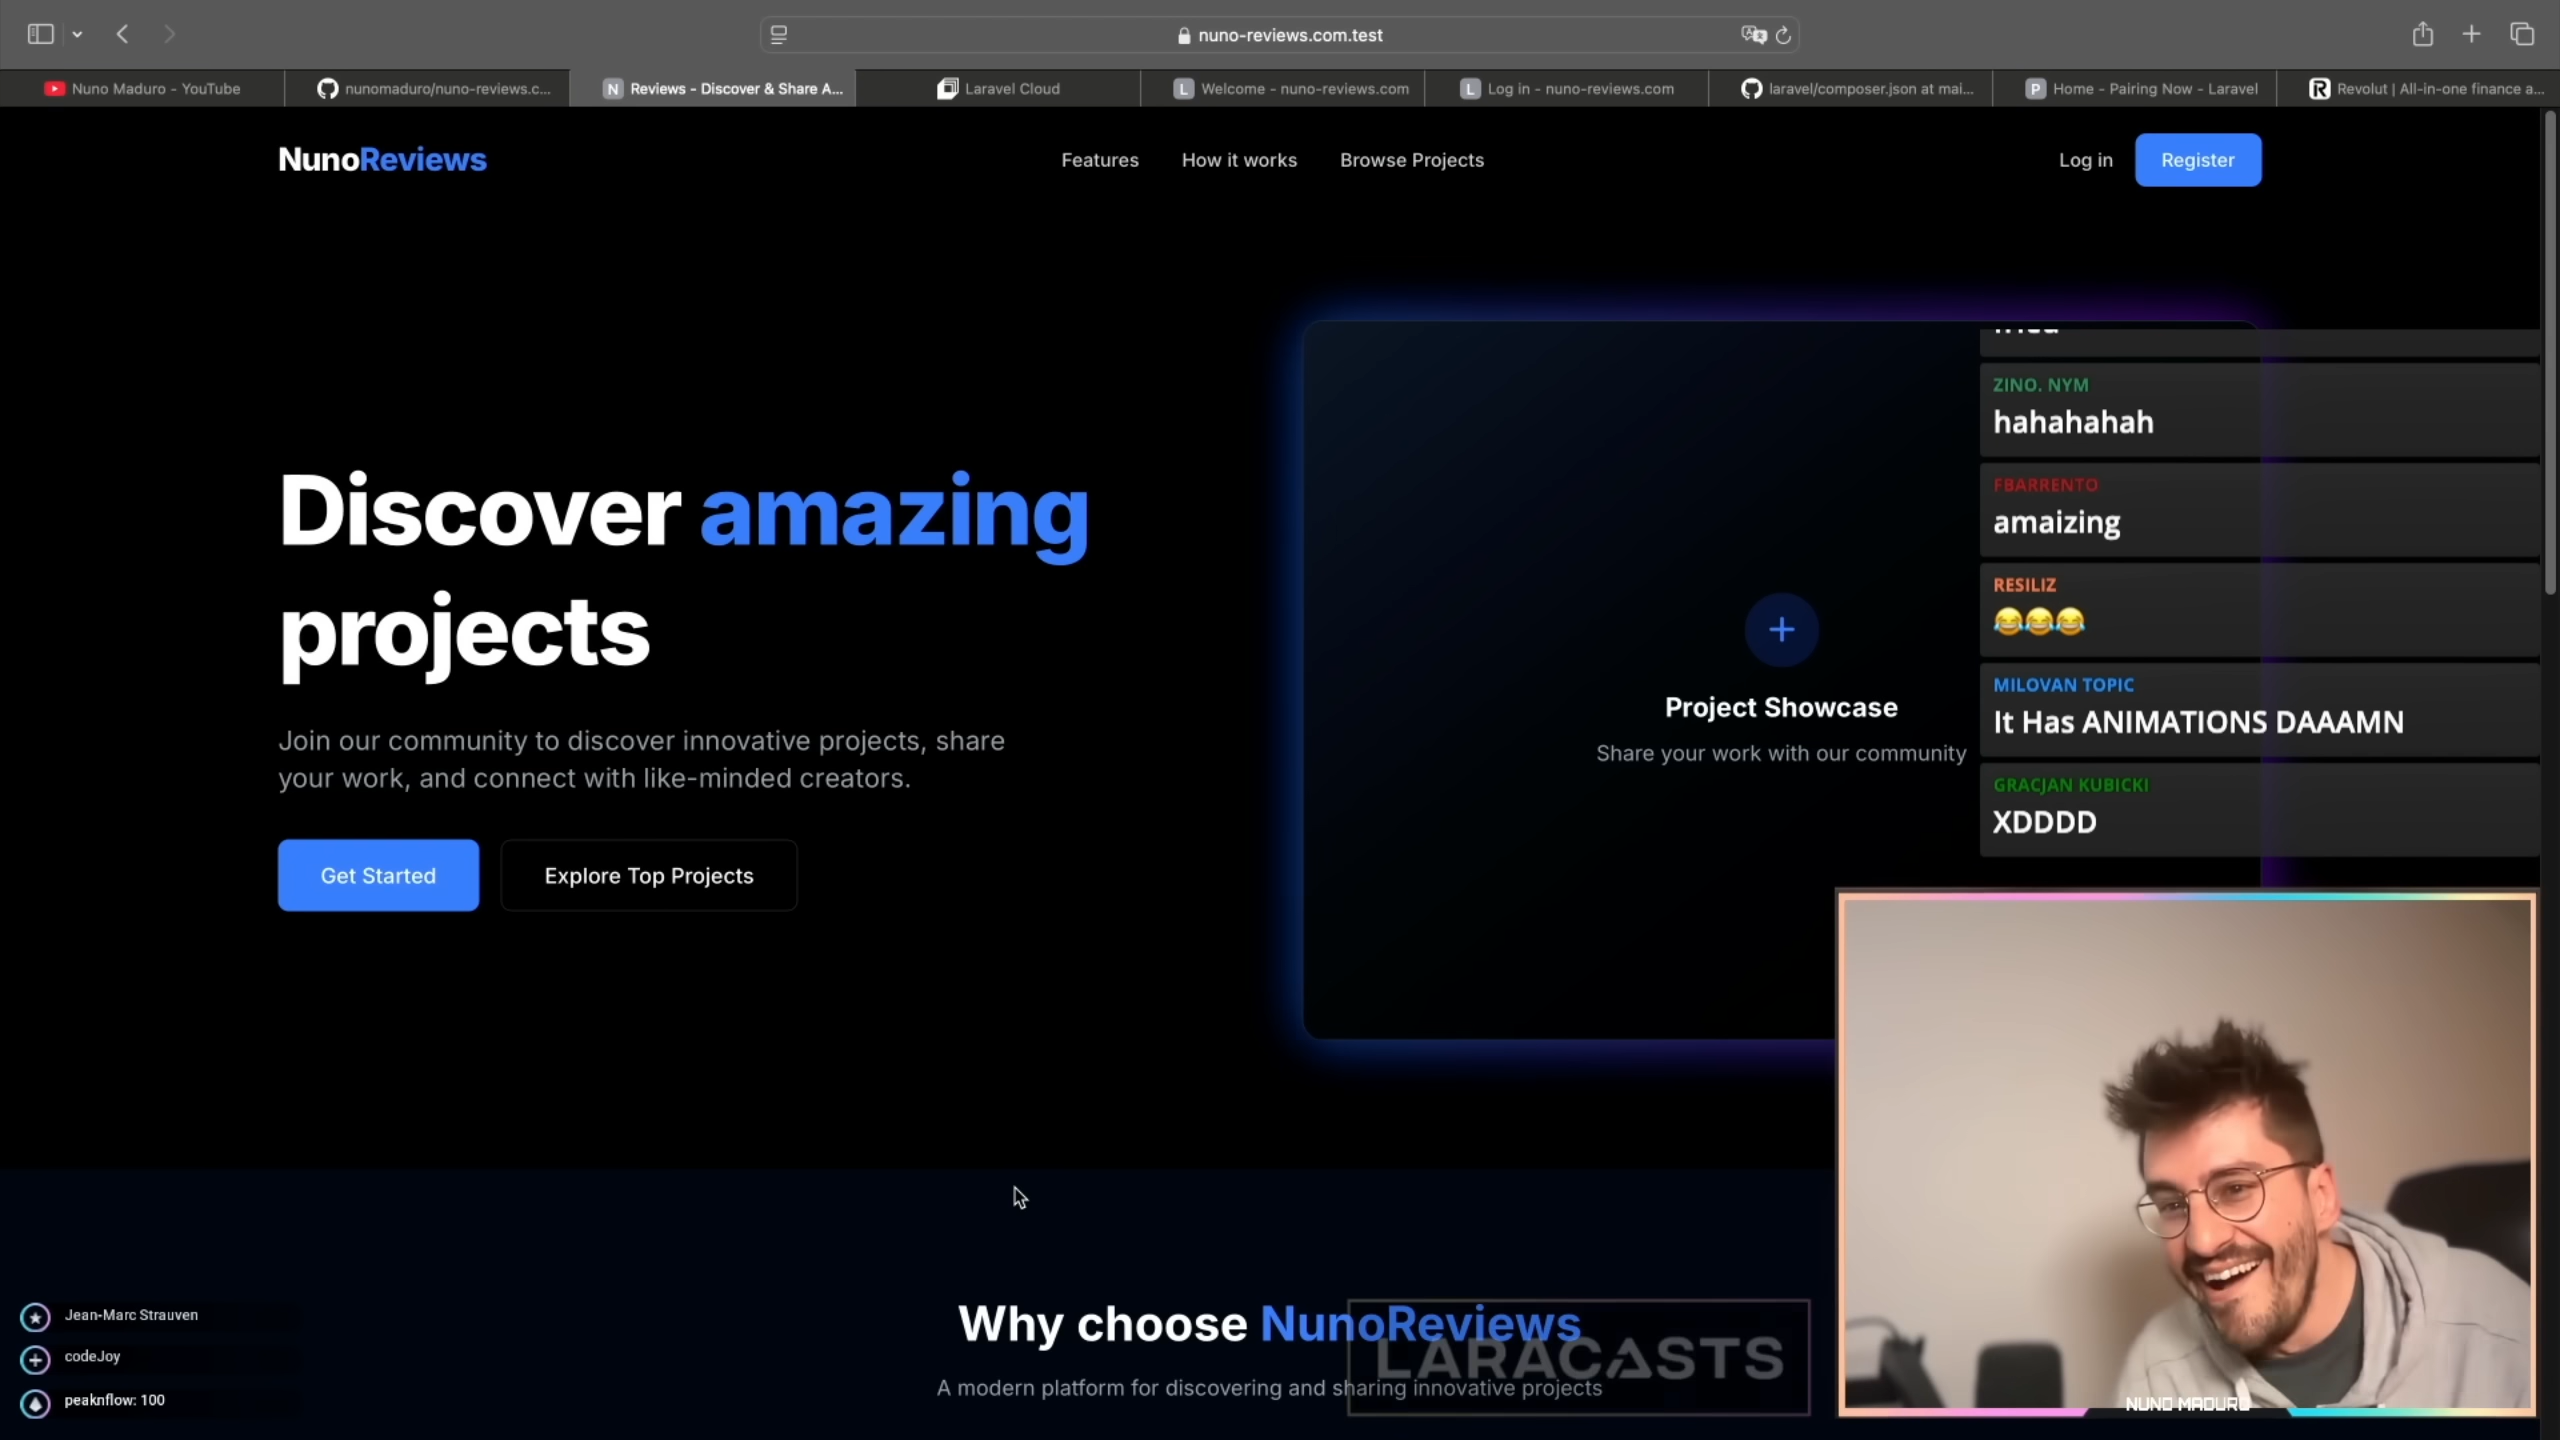 nuno-reviews.com.test
Nuno Maduro - YouTube
nunomaduro/nuno-reviews.c...
N
Reviews - Discover & Share A...
Laravel Cloud
L
Welcome - nuno-reviews.com
L
Log in - nuno-reviews.com
laravel/composer.json at mai...
P
Home - Pairing Now - Laravel
R
Revolut | All-in-one finance a...
NunoReviews
Features
How it works
Browse Projects
Log in
Register
Discover amazing
projects
Join our community to discover innovative projects, share
your work, and connect with like-minded creators.
Get Started
Explore Top Projects
Project Showcase
Share your work with our community
ZINO. NYM
hahahahah
FBARRENTO
amaizing
RESILIZ
😂😂😂
MILOVAN TOPIC
It Has ANIMATIONS DAAAMN
GRACJAN KUBICKI
XDDDD
Why choose NunoReviews
A modern platform for discovering and sharing innovative projects
LARACASTS
Jean-Marc Strauven
codeJoy
peaknflow: 100
NUNO MADURO